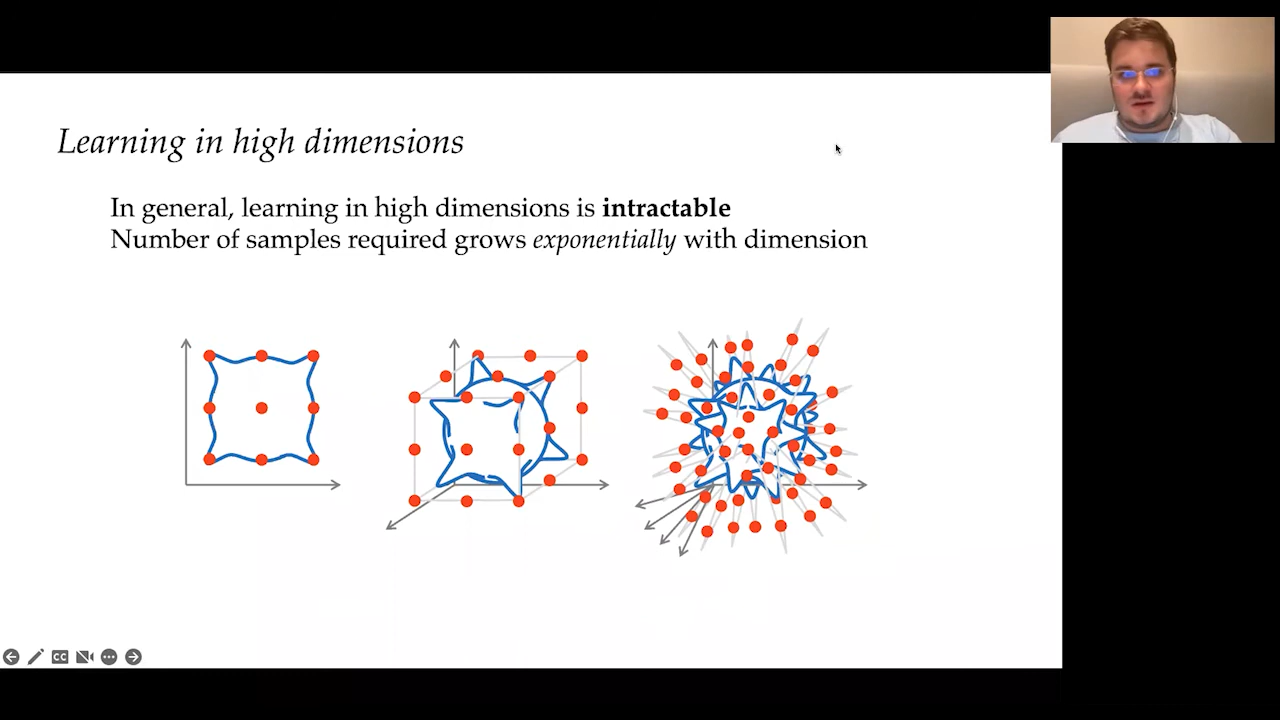 Learning in high dimensions
In general, learning in high dimensions is intractable
Number of samples required grows exponentially with dimension
CC